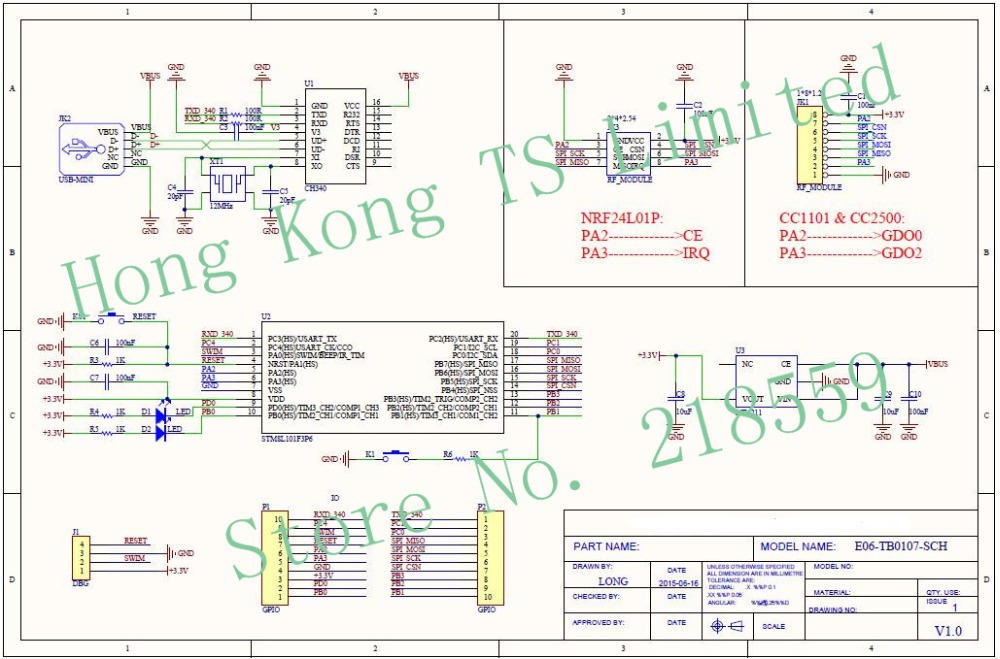 1 2 3 4
A A
B B
C C
D D
VBUS
GND
GND
VBUS
U1
JK2
VBUS
D-
D+
NC
GND
USB-MINI
VBUS
D- D-
D+ D+
NC
GND
TXD_340 R1 100R
RXD_340 R2 100R
C3 100nF V3
1 GND VCC 16
2 TXD R232 15
3 RXD RTS 14
4 V3 DTR 13
5 UD+ DCD 12
6 UD- RI 11
7 XI DSR 10
8 XO CTS 9
CH340
XT1
12MHz
C4
20pF
C5
20pF
GND
GND
GND
GND
GND
C2
+3.3V
PA2
SPI_SCK
SPI_MISO
SPI_CSN
SPI_MOSI
PA3
RF_MODULE
NRF24L01P:
PA2------------->CE
PA3------------->IRQ
GND
C1
100nF
JK1
+3.3V
8
7
6
5
4
3
2
1
PA2
SPI_CSN
SPI_SCK
SPI_MOSI
SPI_MISO
PA3
GND
RF_MODULE
CC1101 & CC2500:
PA2------------->GDO0
PA3------------->GDO2
Hong Kong TS Limited
Store No. 218559
GND
RESET
GND C6 100nF
+3.3V R3 1K
GND C7 100nF
+3.3V
+3.3V R4 1K D1 LED
+3.3V R5 1K D2 LED
U2
RXD_340 1 PC3(HS)/USART_TX
PC4 2 PC4(HS)/USART_CK/CCO
SWIM 3 PA0(HS)/SWIM/BEEP/IR_TIM
RESET 4 NRST/PA1(HS)
PA2 5 PA2(HS)
PA3 6 PA3(HS)
GND 7 VSS
8 VDD
PD0 9 PD0(HS)/TIM3_CH2/COMP1_CH3
PB0 10 PB0(HS)/TIM2_CH1/COMP1_CH1
PC2(HS)/USART_RX 20 TXD_340
PC1/I2C_SCL 19 PC1
PC0/I2C_SDA 18 PC0
PB7(HS)/SPI_MISO 17 SPI_MISO
PB6(HS)/SPI_MOSI 16 SPI_MOSI
PB5(HS)/SPI_SCK 15 SPI_SCK
PB4(HS)/SPI_NSS 14 SPI_CSN
PB3(HS)/TIM2_TRIG/COMP2_CH2 13 PB3
PB2(HS)/TIM2_CH2/COMP2_CH1 12 PB2
PB1(HS)/TIM3_CH1/COMP1_CH2 11 PB1
STM8L101F3P6
GND K1 R6 1K
+3.3V
U3
NC CE
GND
VOUT VIN
GND
VBUS
C8
10uF
GND
C9
10uF
GND
C10
100nF
GND
J1
4
3
2
1
RESET
GND
SWIM
+3.3V
DBG
IO
P1
10 RXD_340
9 PC4
8 SWIM
7 RESET
6 PA2
5 PA3
4 GND
3 +3.3V
2 PD0
1 PB0
GPIO
P2
TXD_340 1
PC1 2
PC0 3
SPI_MISO 4
SPI_MOSI 5
SPI_SCK 6
SPI_CSN 7
PB3 8
PB2 9
PB1 10
GPIO
PART NAME:
MODEL NAME: E06-TB0107-SCH
DRAWN BY:
LONG
DATE
2015-06-16
CHECKED BY:
DATE
APPROVED BY:
DATE
UNLESS OTHERWISE SPECIFIED
ALL DIMENSION ARE IN MILLIMETRE
TOLERANCE ARE:
DECIMAL: .X %%P 0.1
.XX %%P 0.05
ANGULAR:
SCALE
MODEL NO:
MATERIAL:
DRAWING NO:
QTY. USE:
ISSUE 1
V1.0
1 2 3 4